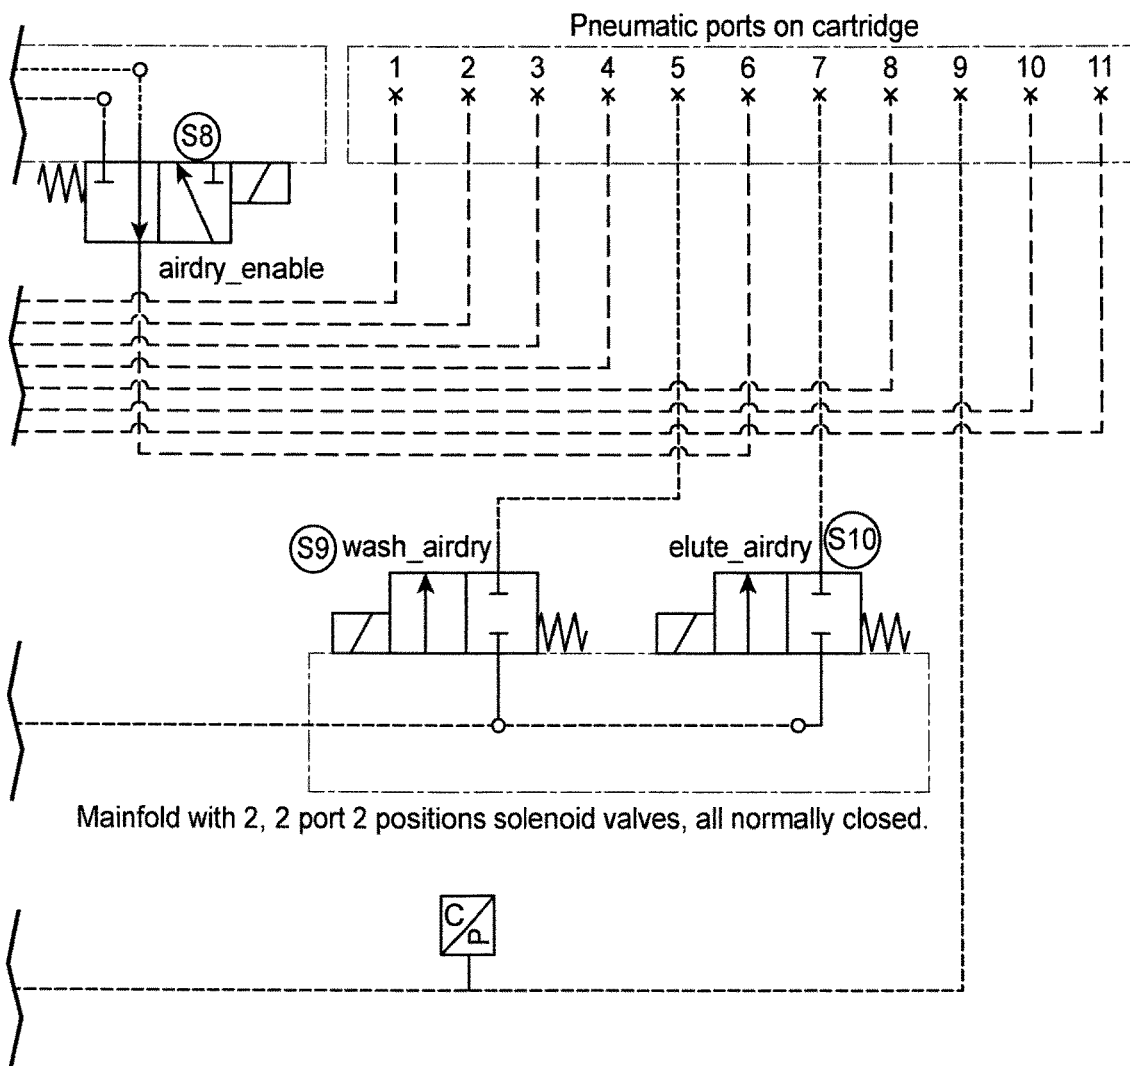 Pneumatic ports on cartridge
1 2 3 4 5 6 7 8 9 10 11
S8
airdry_enable
S9 wash_airdry
elute_airdry S10
Mainfold with 2, 2 port 2 positions solenoid valves, all normally closed.
C
P